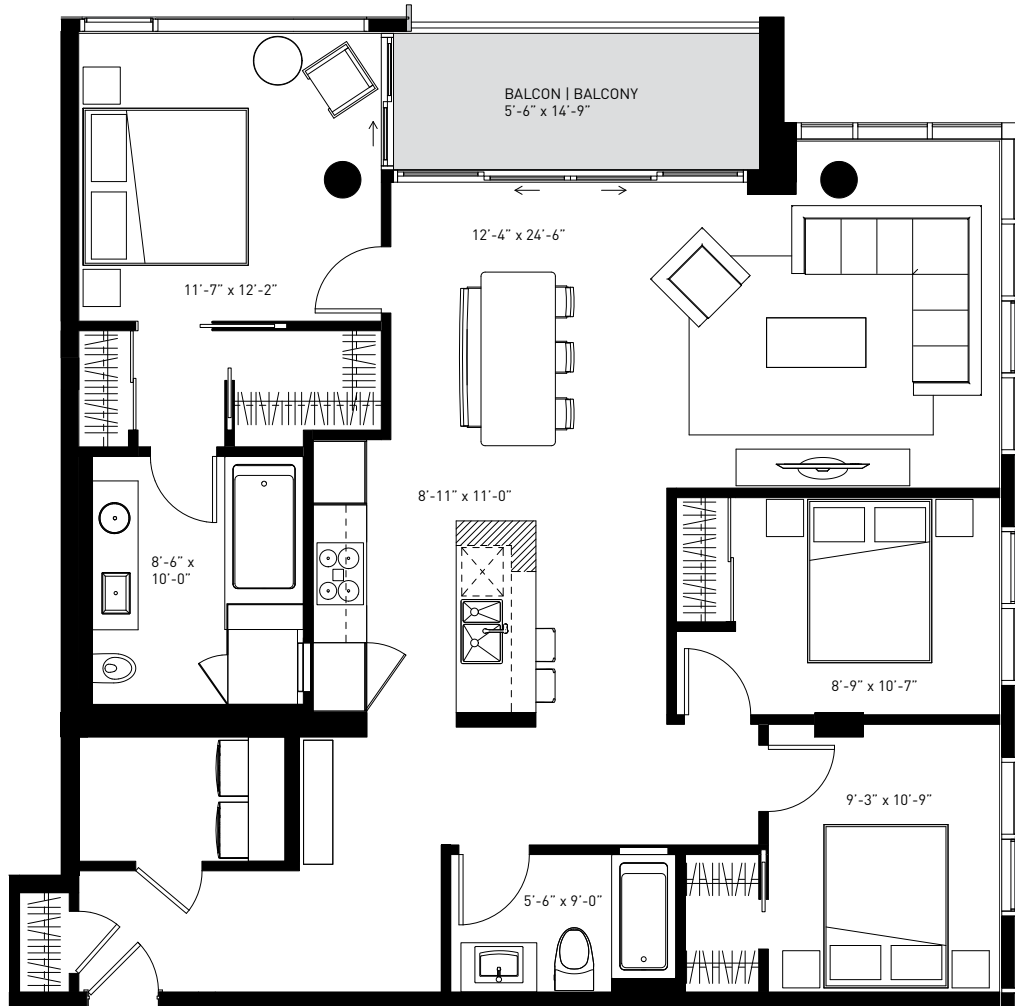 BALCON | BALCONY
5'-6" x 14'-9"
12'-4" x 24'-6"
11'-7" x 12'-2"
8'-11" x 11'-0"
8'-6" x
10'-0"
8'-9" x 10'-7"
9'-3" x 10'-9"
5'-6" x 9'-0"